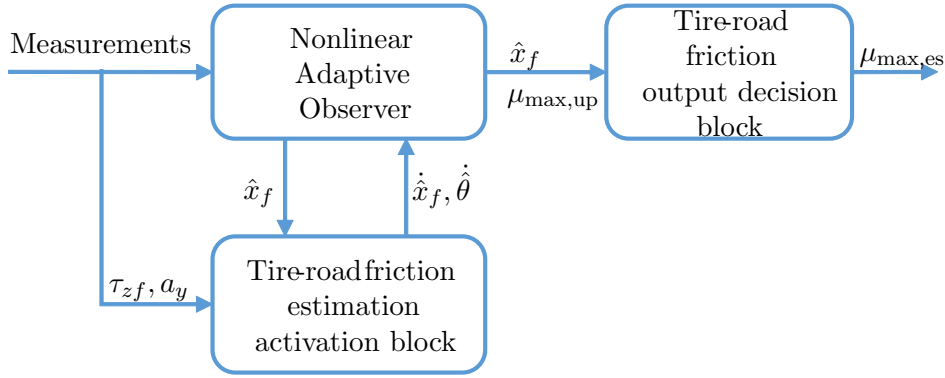 Measurements
Nonlinear
Adaptive
Observer
x̂_f
μ_max,up
Tire-road
friction
output decision
block
μ_max,es
x̂_f
ẋ̂_f, θ̇̂
τ_zf, a_y
Tire-road friction
estimation
activation block